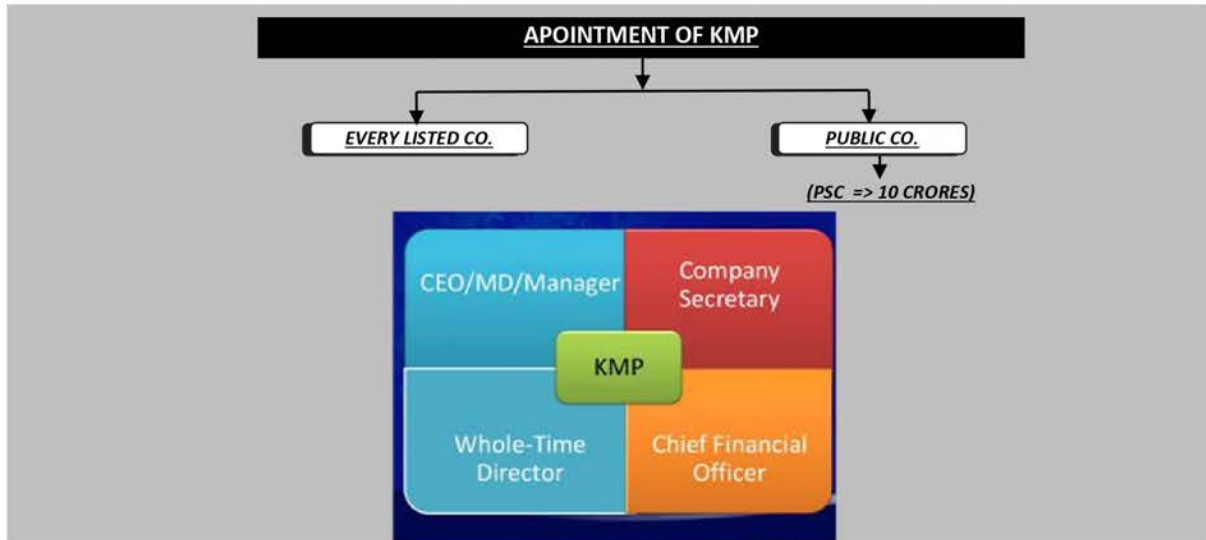 APOINTMENT OF KMP
EVERY LISTED CO.
PUBLIC CO.
(PSC => 10 CRORES)
CEO/MD/Manager
Company
Secretary
KMP
Whole-Time
Director
Chief Financial
Officer